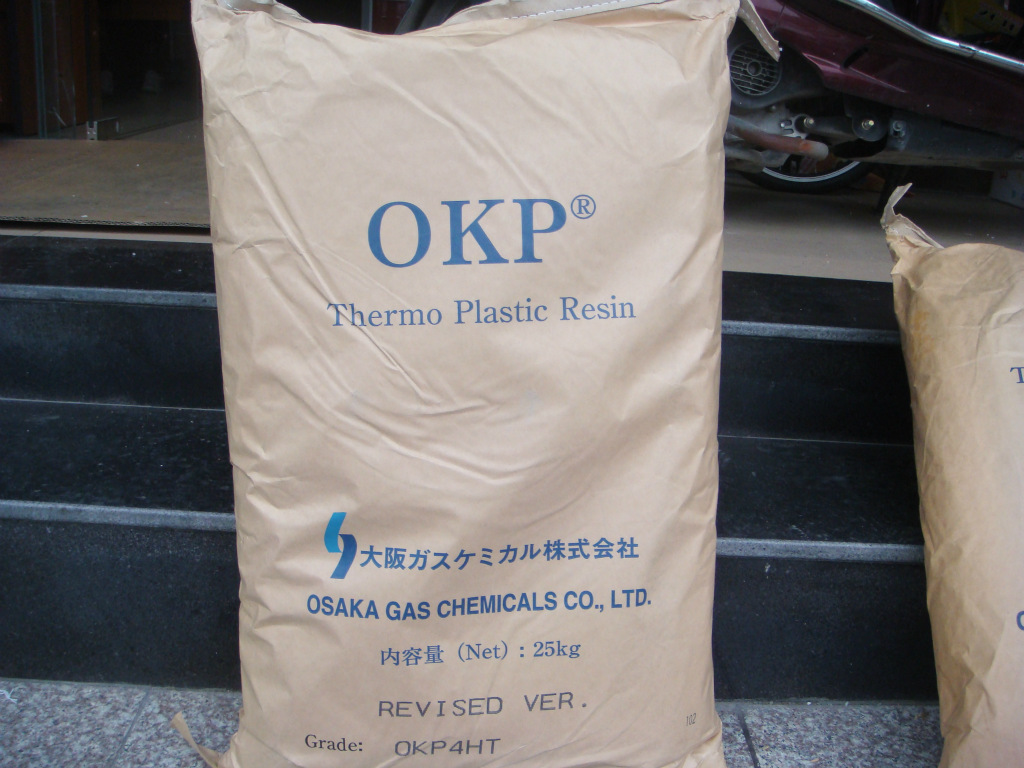 OKP®
Thermo Plastic Resin
大阪ガスケミカル株式会社
OSAKA GAS CHEMICALS CO., LTD.
内容量 (Net) : 25kg
REVISED VER.
102
Grade: OKP4HT
T